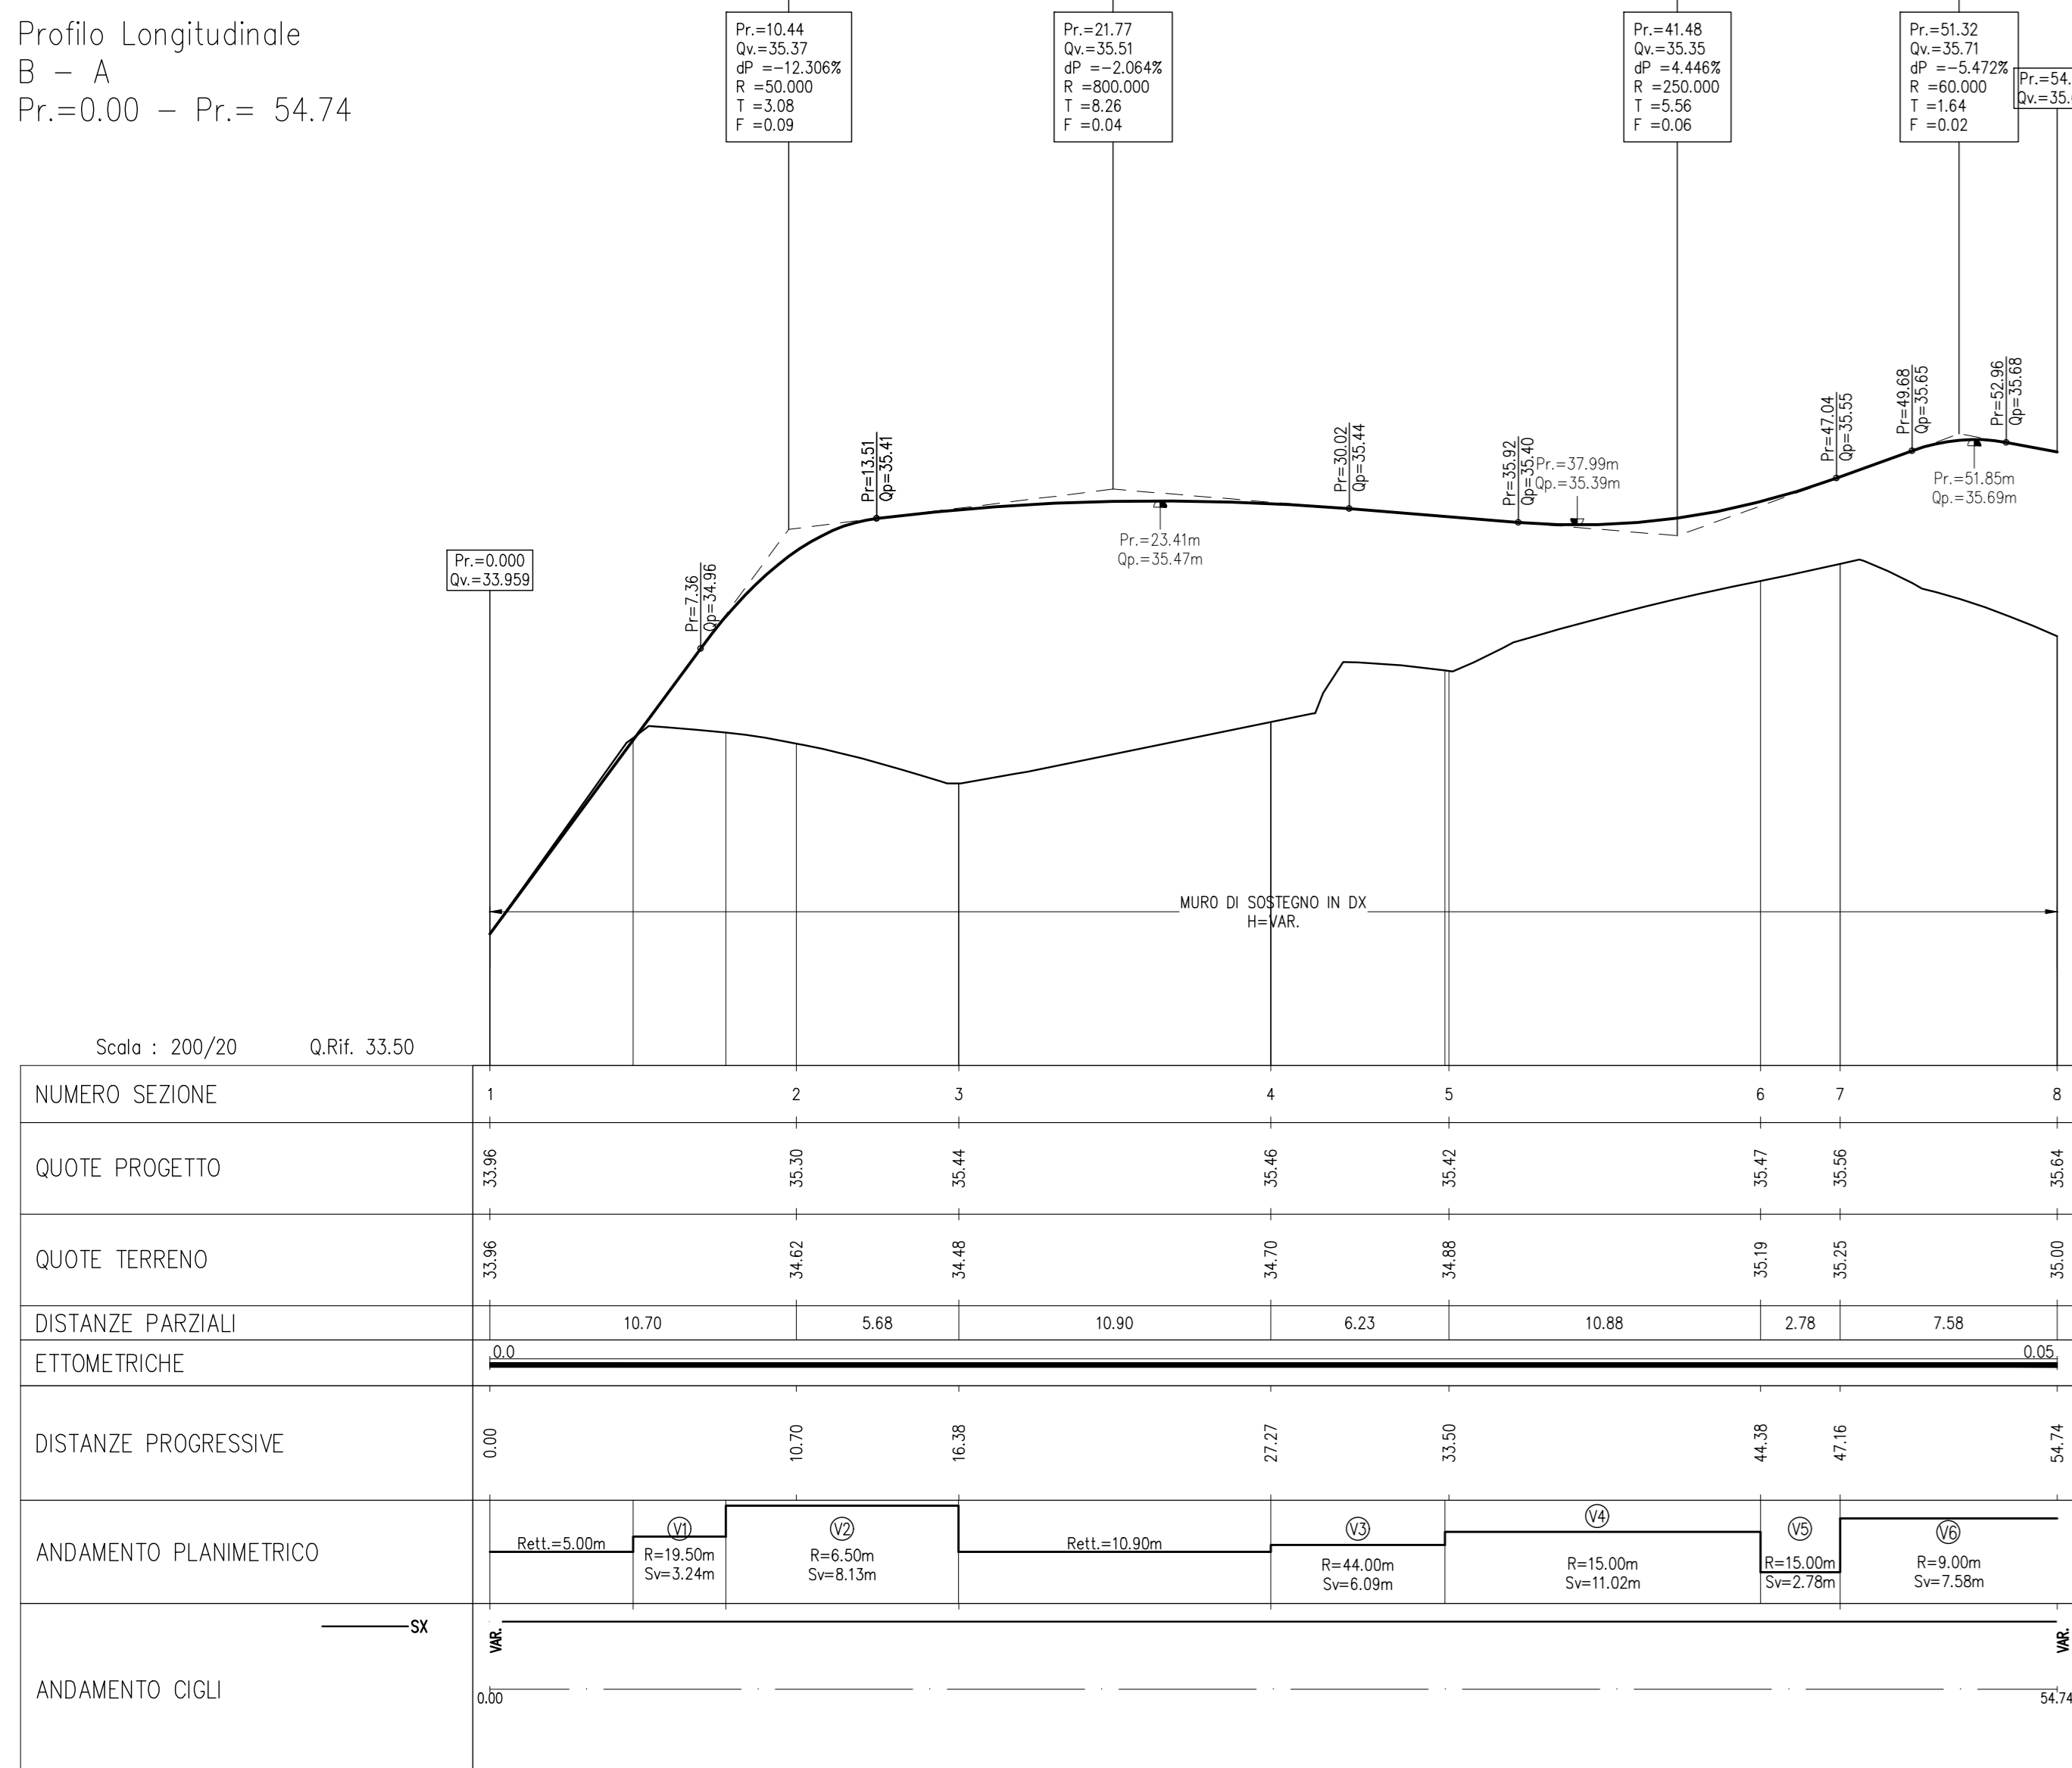 Profilo Longitudinale
B - A
Pr.=0.00 - Pr.= 54.74
Pr.=10.44
Qv.=35.37
dP =-12.306%
R =50.000
T =3.08
F =0.09
Pr.=21.77
Qv.=35.51
dP =-2.064%
R =800.000
T =8.26
F =0.04
Pr.=41.48
Qv.=35.35
dP =4.446%
R =250.000
T =5.56
F =0.06
Pr.=51.32
Qv.=35.71
dP =-5.472%
R =60.000
T =1.64
F =0.02
Pr.=54.
Qv.=35.
Pr.=0.000
Qv.=33.959
Pr=7.36
Qp=34.96
Pr=13.51
Qp=35.41
Pr.=23.41m
Qp.=35.47m
Pr=30.02
Qp=35.44
Pr=35.92
Qp=35.40
Pr.=37.99m
Qp.=35.39m
Pr=47.04
Qp=35.55
Pr=49.68
Qp=35.65
Pr=52.96
Qp=35.68
Pr.=51.85m
Qp.=35.69m
MURO DI SOSTEGNO IN DX
H=VAR.
Scala : 200/20 Q.Rif. 33.50
NUMERO SEZIONE 1 2 3 4 5 6 7 8
QUOTE PROGETTO 33.96 35.30 35.44 35.46 35.42 35.47 35.56 35.64
QUOTE TERRENO 33.96 34.62 34.48 34.70 34.88 35.19 35.25 35.00
DISTANZE PARZIALI 10.70 5.68 10.90 6.23 10.88 2.78 7.58
ETTOMETRICHE 0.0 0.05
DISTANZE PROGRESSIVE 0.00 10.70 16.38 27.27 33.50 44.38 47.16 54.74
ANDAMENTO PLANIMETRICO
Rett.=5.00m
V1
R=19.50m
Sv=3.24m
V2
R=6.50m
Sv=8.13m
Rett.=10.90m
V3
R=44.00m
Sv=6.09m
V4
R=15.00m
Sv=11.02m
V5
R=15.00m
Sv=2.78m
V6
R=9.00m
Sv=7.58m
SX
VAR. VAR.
ANDAMENTO CIGLI
0.00 54.74